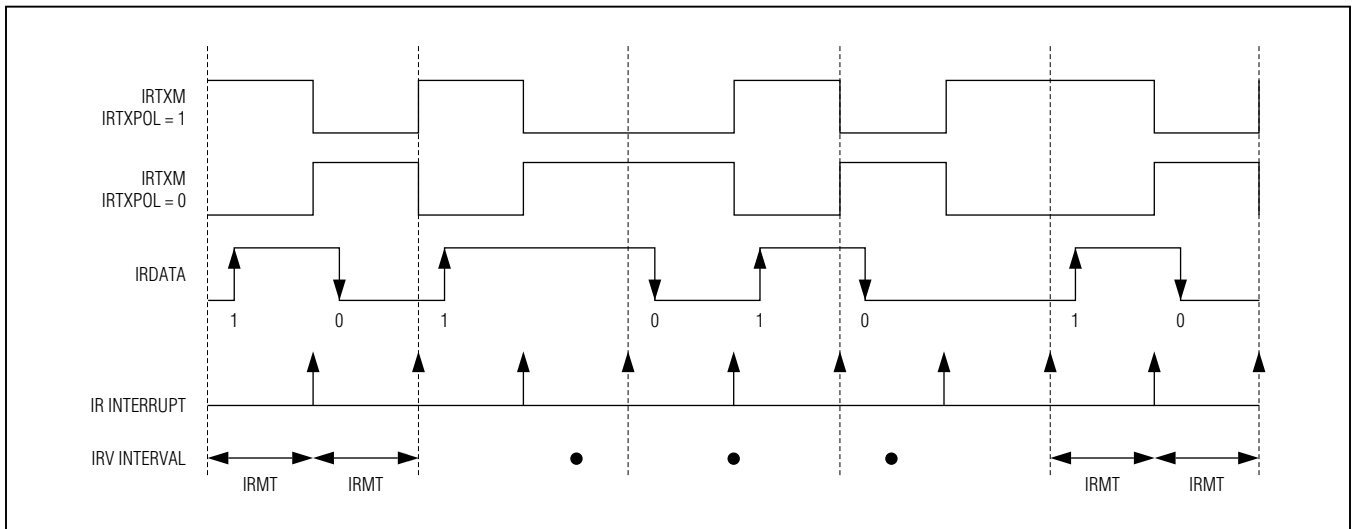 IRTXM
IRTXPOL = 1
IRTXM
IRTXPOL = 0
IRDATA
1 0 1 0 1 0 1 0
IR INTERRUPT
IRV INTERVAL
IRMT IRMT IRMT IRMT